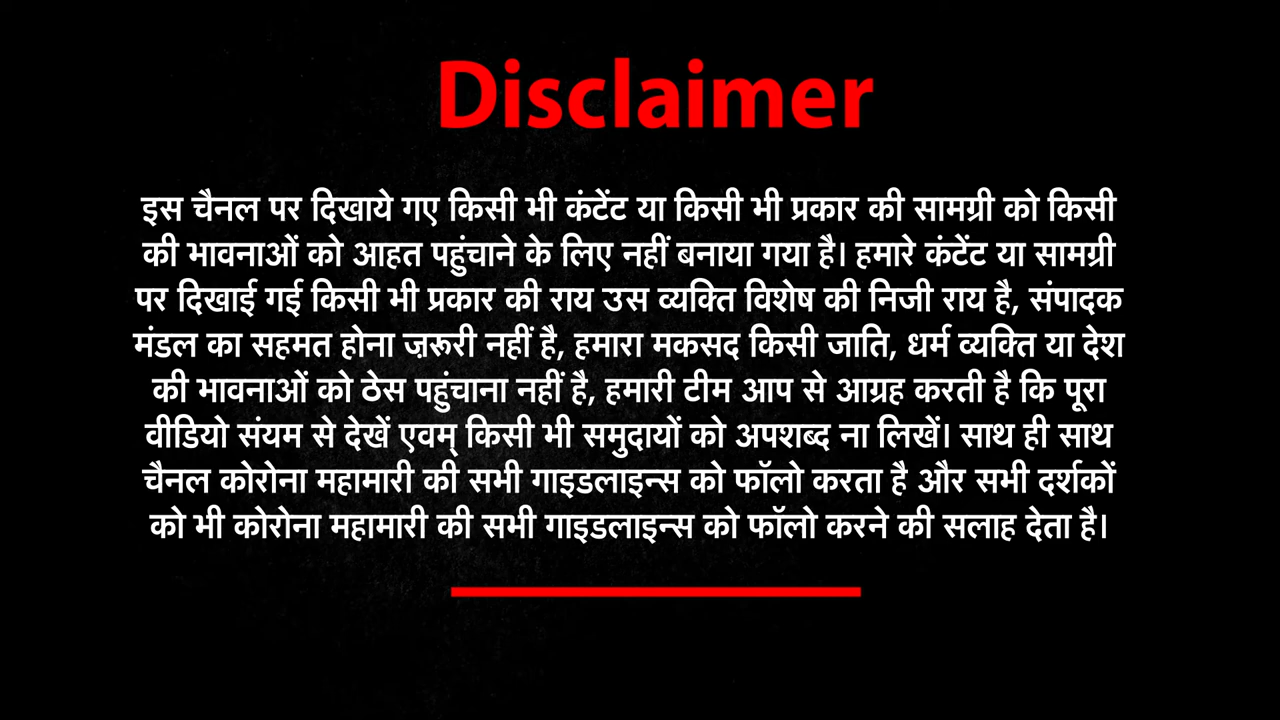 Disclaimer
इस चैनल पर दिखाये गए किसी भी कंटेंट या किसी भी प्रकार की सामग्री को किसी
की भावनाओं को आहत पहुंचाने के लिए नहीं बनाया गया है। हमारे कंटेंट या सामग्री
पर दिखाई गई किसी भी प्रकार की राय उस व्यक्ति विशेष की निजी राय है, संपादक
मंडल का सहमत होना ज़रूरी नहीं है, हमारा मकसद किसी जाति, धर्म व्यक्ति या देश
की भावनाओं को ठेस पहुंचाना नहीं है, हमारी टीम आप से आग्रह करती है कि पूरा
वीडियो संयम से देखें एवम् किसी भी समुदायों को अपशब्द ना लिखें। साथ ही साथ
चैनल कोरोना महामारी की सभी गाइडलाइन्स को फॉलो करता है और सभी दर्शकों
को भी कोरोना महामारी की सभी गाइडलाइन्स को फॉलो करने की सलाह देता है।